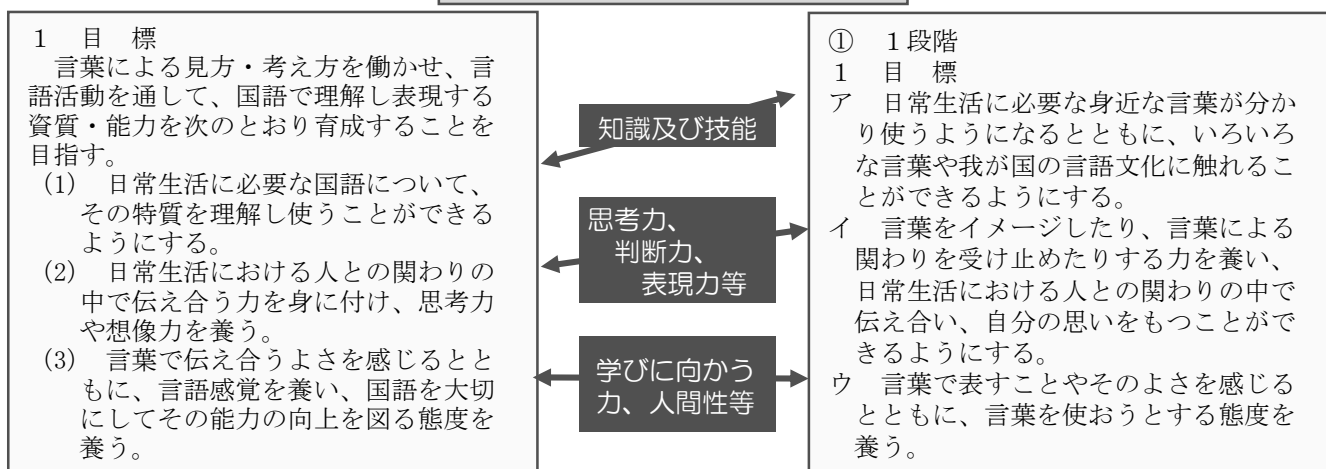 1 目 標
言葉による見方・考え方を働かせ、言
語活動を通して、国語で理解し表現する
資質・能力を次のとおり育成することを
目指す。
(1) 日常生活に必要な国語について、
その特質を理解し使うことができる
ようにする。
(2) 日常生活における人との関わりの
中で伝え合う力を身に付け、思考力
や想像力を養う。
(3) 言葉で伝え合うよさを感じるとと
もに、言語感覚を養い、国語を大切
にしてその能力の向上を図る態度を
養う。
知識及び技能
思考力、
判断力、
表現力等
学びに向かう
力、人間性等
① 1段階
1 目 標
ア 日常生活に必要な身近な言葉が分か
り使うようになるとともに、いろいろ
な言葉や我が国の言語文化に触れるこ
とができるようにする。
イ 言葉をイメージしたり、言葉による
関わりを受け止めたりする力を養い、
日常生活における人との関わりの中で
伝え合い、自分の思いをもつことがで
きるようにする。
ウ 言葉で表すことやそのよさを感じる
とともに、言葉を使おうとする態度を
養う。